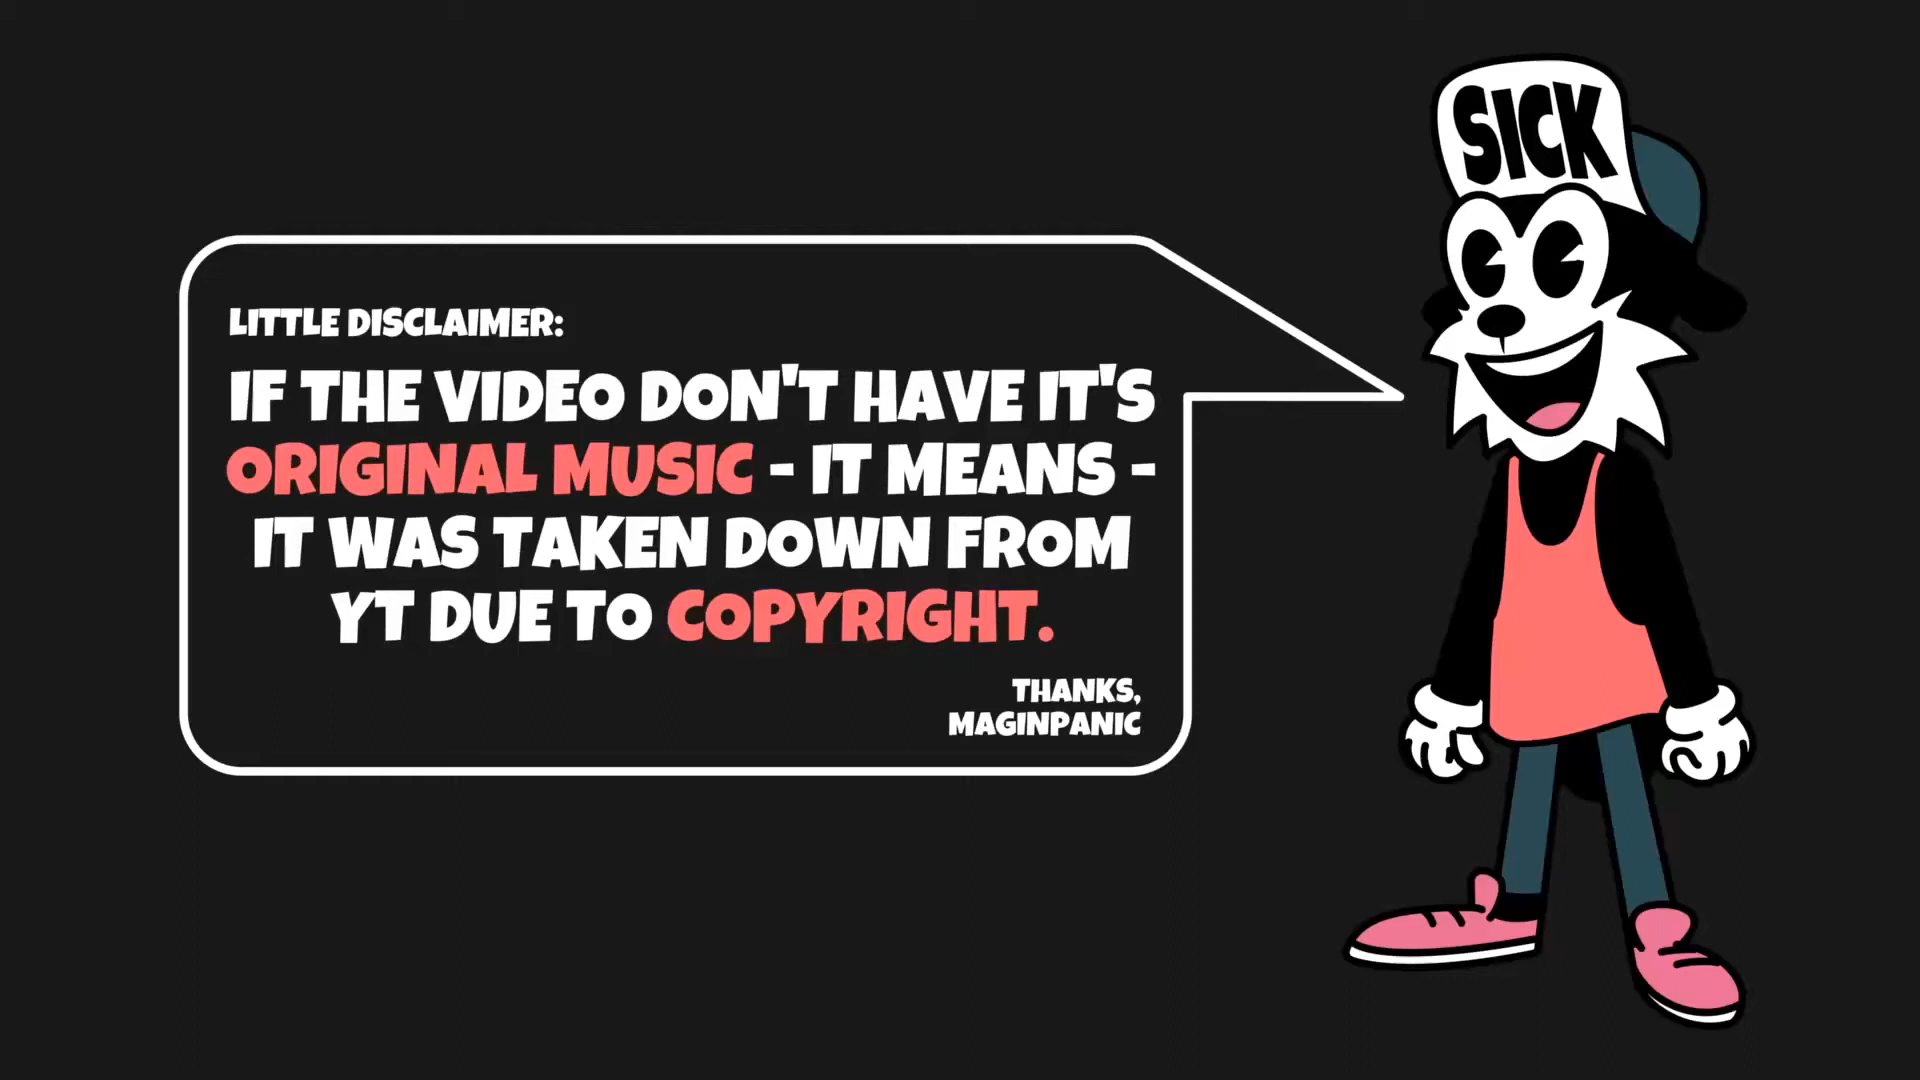 SICK
LITTLE DISCLAIMER:
IF THE VIDEO DON'T HAVE IT'S
ORIGINAL MUSIC - IT MEANS -
IT WAS TAKEN DOWN FROM
YT DUE TO COPYRIGHT.
THANKS,
MAGINPANIC